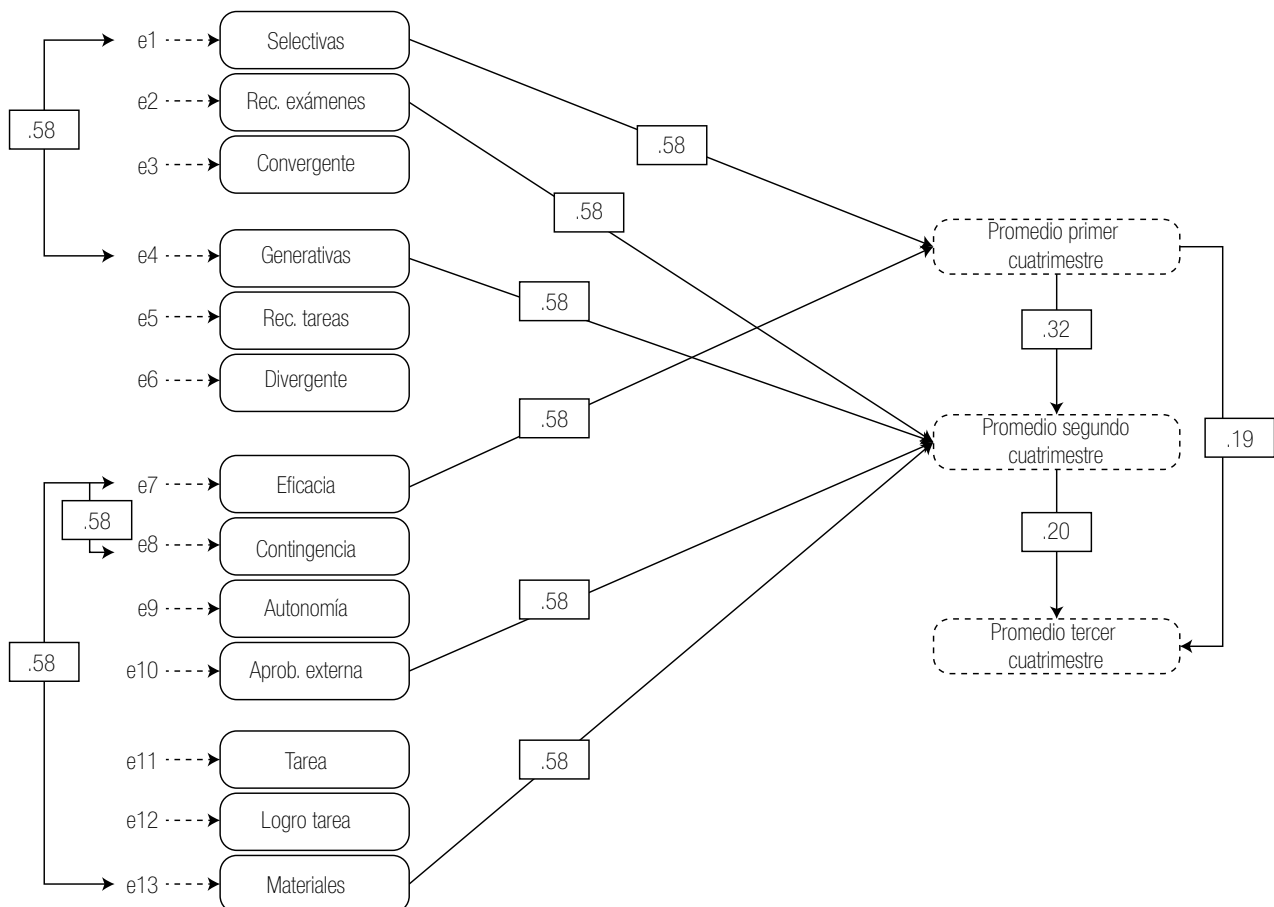 e1
Selectivas
e2
Rec. exámenes
.58
e3
Convergente
.58
.58
e4
Generativas
Promedio primer
cuatrimestre
.58
e5
Rec. tareas
.32
e6
Divergente
.58
Promedio segundo
cuatrimestre
.19
e7
Eficacia
.58
e8
Contingencia
.20
e9
Autonomía
.58
.58
e10
Aprob. externa
Promedio tercer
cuatrimestre
e11
Tarea
.58
e12
Logro tarea
e13
Materiales